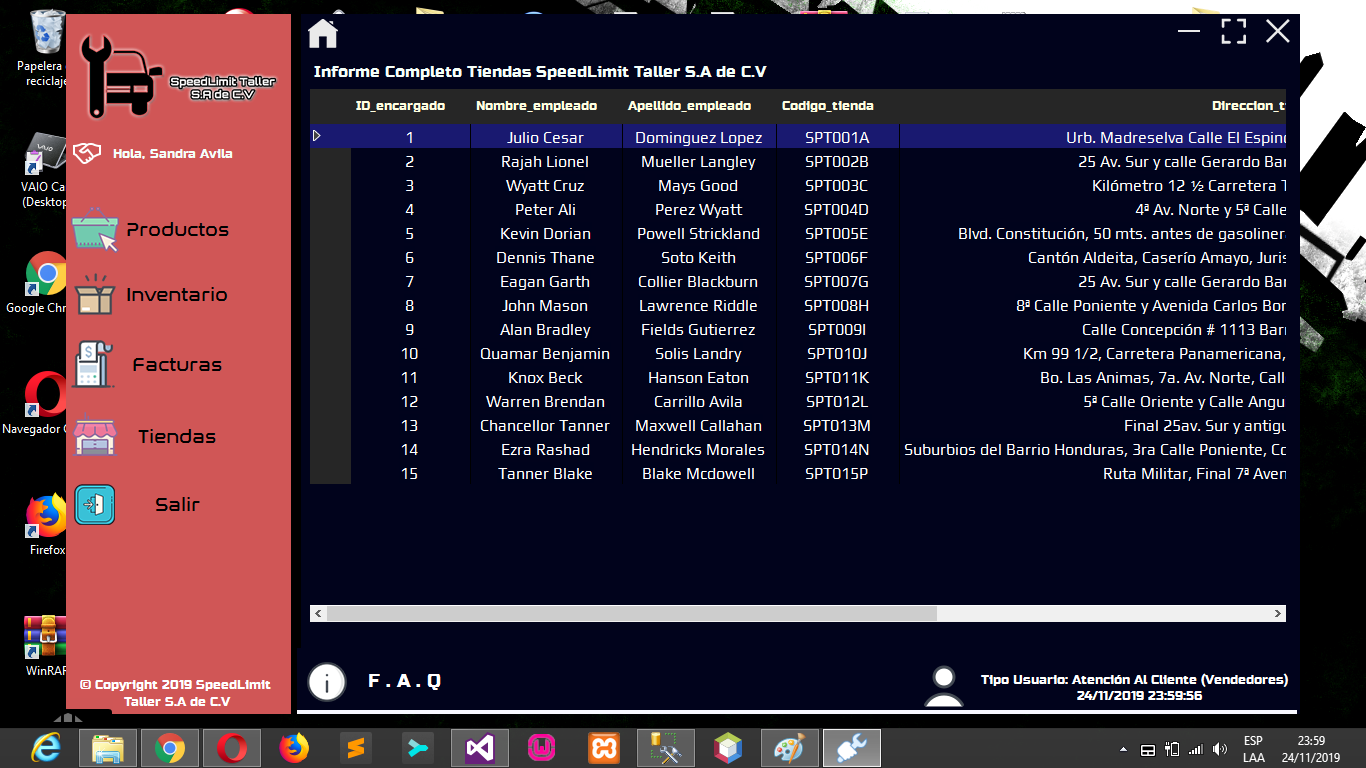 Papelera
reciclaje
VAIO Ca
(Desktop
Google Chr
Navegador
Firefox
WinRAR
SpeedLimit Taller
S.A de C.V
Hola, Sandra Avila
Productos
Inventario
Facturas
Tiendas
Salir
© Copyright 2019 SpeedLimit
Taller S.A de C.V
Informe Completo Tiendas SpeedLimit Taller S.A de C.V
ID_encargado Nombre_empleado Apellido_empleado Codigo_tienda Direccion_t
1 Julio Cesar Dominguez Lopez SPT001A Urb. Madreselva Calle El Espin
2 Rajah Lionel Mueller Langley SPT002B 25 Av. Sur y calle Gerardo Bar
3 Wyatt Cruz Mays Good SPT003C Kilómetro 12 ½ Carretera T
4 Peter Ali Perez Wyatt SPT004D 4ª Av. Norte y 5ª Calle
5 Kevin Dorian Powell Strickland SPT005E Blvd. Constitución, 50 mts. antes de gasoliner
6 Dennis Thane Soto Keith SPT006F Cantón Aldeita, Caserío Amayo, Juris
7 Eagan Garth Collier Blackburn SPT007G 25 Av. Sur y calle Gerardo Bar
8 John Mason Lawrence Riddle SPT008H 8ª Calle Poniente y Avenida Carlos Bor
9 Alan Bradley Fields Gutierrez SPT009I Calle Concepción # 1113 Barr
10 Quamar Benjamin Solis Landry SPT010J Km 99 1/2, Carretera Panamericana,
11 Knox Beck Hanson Eaton SPT011K Bo. Las Animas, 7a. Av. Norte, Call
12 Warren Brendan Carrillo Avila SPT012L 5ª Calle Oriente y Calle Angu
13 Chancellor Tanner Maxwell Callahan SPT013M Final 25av. Sur y antigu
14 Ezra Rashad Hendricks Morales SPT014N Suburbios del Barrio Honduras, 3ra Calle Poniente, Co
15 Tanner Blake Blake Mcdowell SPT015P Ruta Militar, Final 7ª Aven
F . A . Q
Tipo Usuario: Atención Al Cliente (Vendedores)
24/11/2019 23:59:56
ESP
LAA
23:59
24/11/2019